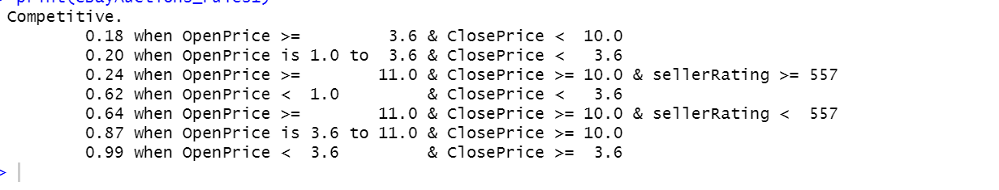 Competitive.
0.18 when OpenPrice >= 3.6 & ClosePrice < 10.0
0.20 when OpenPrice is 1.0 to 3.6 & ClosePrice < 3.6
0.24 when OpenPrice >= 11.0 & ClosePrice >= 10.0 & sellerRating >= 557
0.62 when OpenPrice < 1.0 & ClosePrice < 3.6
0.64 when OpenPrice >= 11.0 & ClosePrice >= 10.0 & sellerRating < 557
0.87 when OpenPrice is 3.6 to 11.0 & ClosePrice >= 10.0
0.99 when OpenPrice < 3.6 & ClosePrice >= 3.6
>